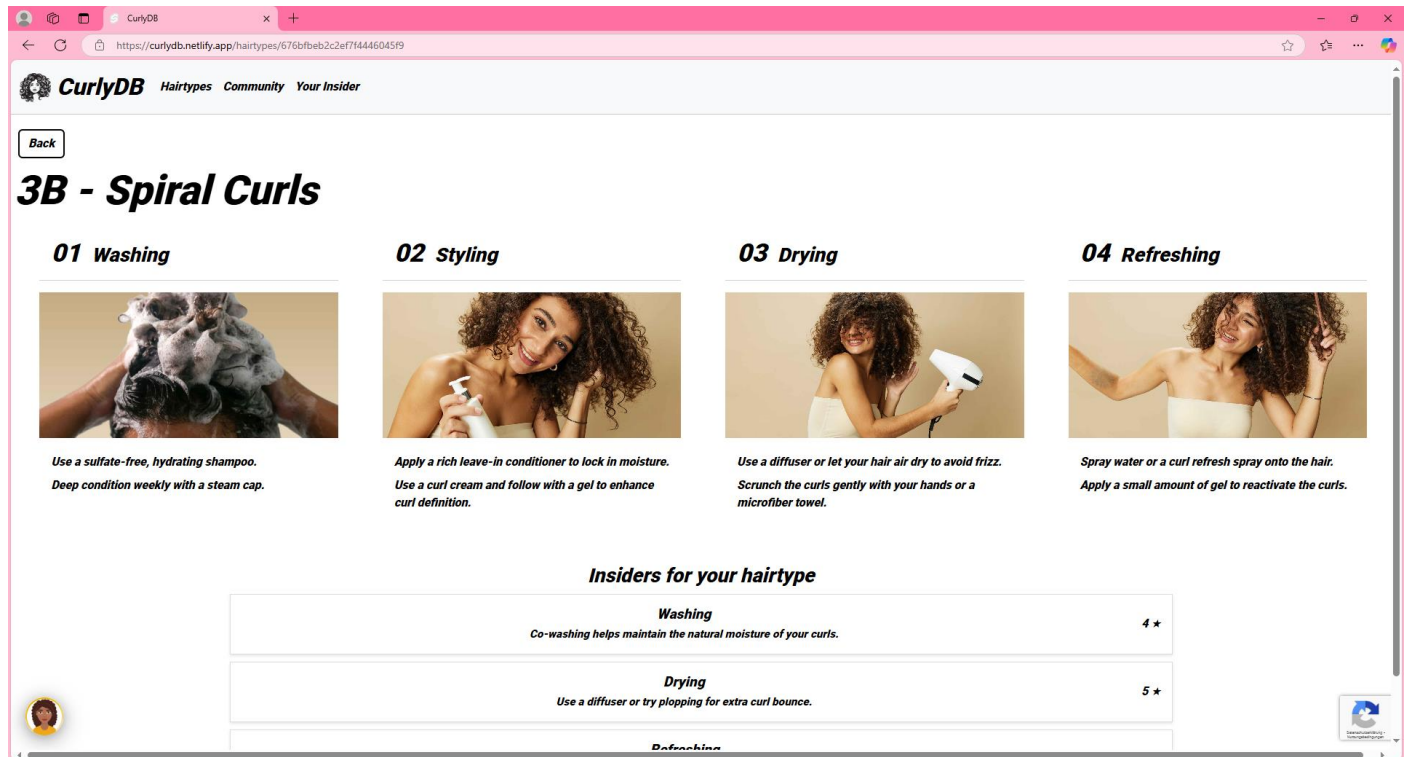 CurlyDB
https://curlydb.netlify.app/hairtypes/676bfbeb2c2ef7f4446045f9
CurlyDB Hairtypes Community Your Insider
Back
3B - Spiral Curls
01 Washing
Use a sulfate-free, hydrating shampoo.
Deep condition weekly with a steam cap.
02 Styling
Apply a rich leave-in conditioner to lock in moisture.
Use a curl cream and follow with a gel to enhance
curl definition.
03 Drying
Use a diffuser or let your hair air dry to avoid frizz.
Scrunch the curls gently with your hands or a
microfiber towel.
04 Refreshing
Spray water or a curl refresh spray onto the hair.
Apply a small amount of gel to reactivate the curls.
Insiders for your hairtype
Washing
Co-washing helps maintain the natural moisture of your curls.
4 ★
Drying
Use a diffuser or try plopping for extra curl bounce.
5 ★
Refreshing
Datenschutzerklärung -
Nutzungsbedingungen